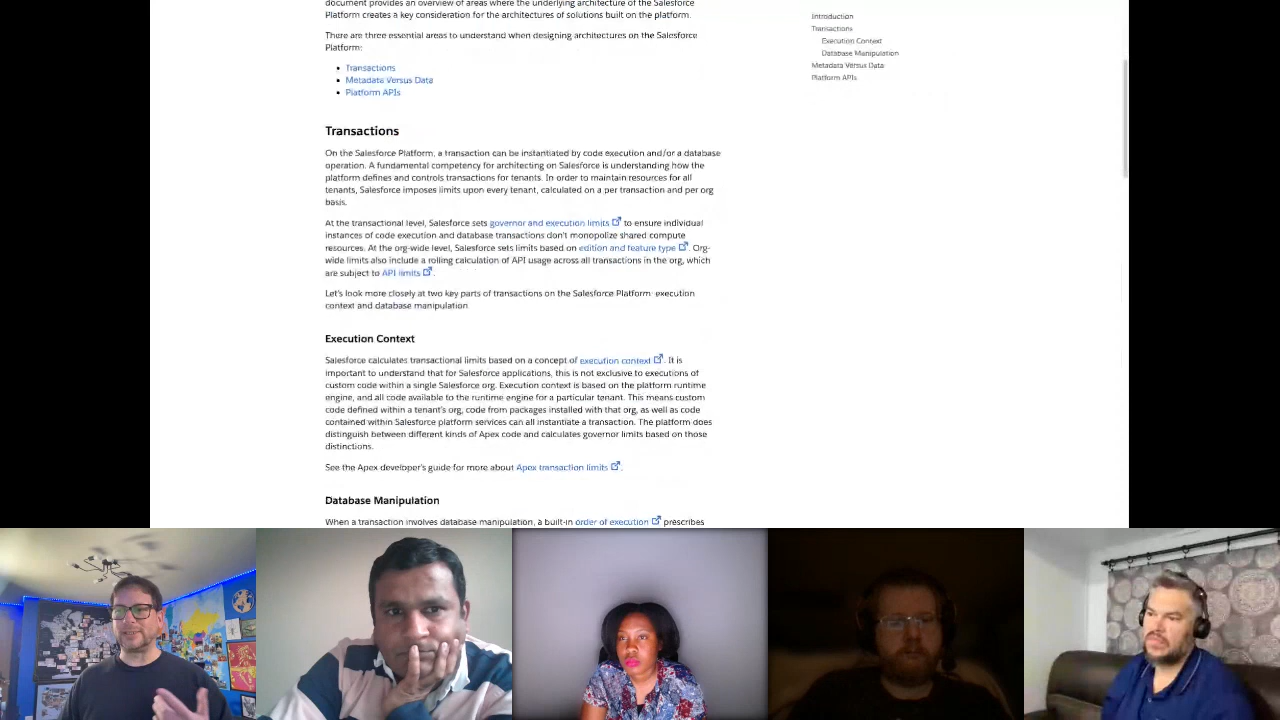 document provides an overview of areas where the underlying architecture of the Salesforce
Platform creates a key consideration for the architectures of solutions built on the platform.
There are three essential areas to understand when designing architectures on the Salesforce
Platform:
Transactions
Metadata Versus Data
Platform APIs
Transactions
On the Salesforce Platform, a transaction can be instantiated by code execution and/or a database
operation. A fundamental competency for architecting on Salesforce is understanding how the
platform defines and controls transactions for tenants. In order to maintain resources for all
tenants, Salesforce imposes limits upon every tenant, calculated on a per transaction and per org
basis.
At the transactional level, Salesforce sets governor and execution limits to ensure individual
instances of code execution and database transactions don't monopolize shared compute
resources. At the org-wide level, Salesforce sets limits based on edition and feature type. Org-
wide limits also include a rolling calculation of API usage across all transactions in the org, which
are subject to API limits.
Let's look more closely at two key parts of transactions on the Salesforce Platform: execution
context and database manipulation
Execution Context
Salesforce calculates transactional limits based on a concept of execution context. It is
important to understand that for Salesforce applications, this is not exclusive to executions of
custom code within a single Salesforce org. Execution context is based on the platform runtime
engine, and all code available to the runtime engine for a particular tenant. This means custom
code defined within a tenant's org, code from packages installed with that org, as well as code
contained within Salesforce platform services can all instantiate a transaction. The platform does
distinguish between different kinds of Apex code and calculates governor limits based on those
distinctions.
See the Apex developer's guide for more about Apex transaction limits.
Database Manipulation
When a transaction involves database manipulation, a built-in order of execution prescribes
Introduction
Transactions
Execution Context
Database Manipulation
Metadata Versus Data
Platform APIs